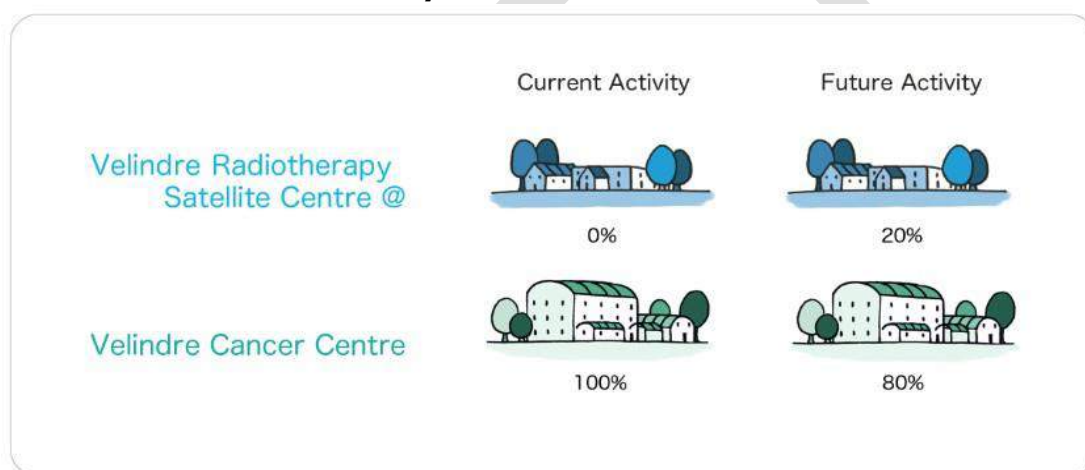 Current Activity Future Activity
Velindre Radiotherapy
Satellite Centre @
0% 20%
Velindre Cancer Centre
100% 80%